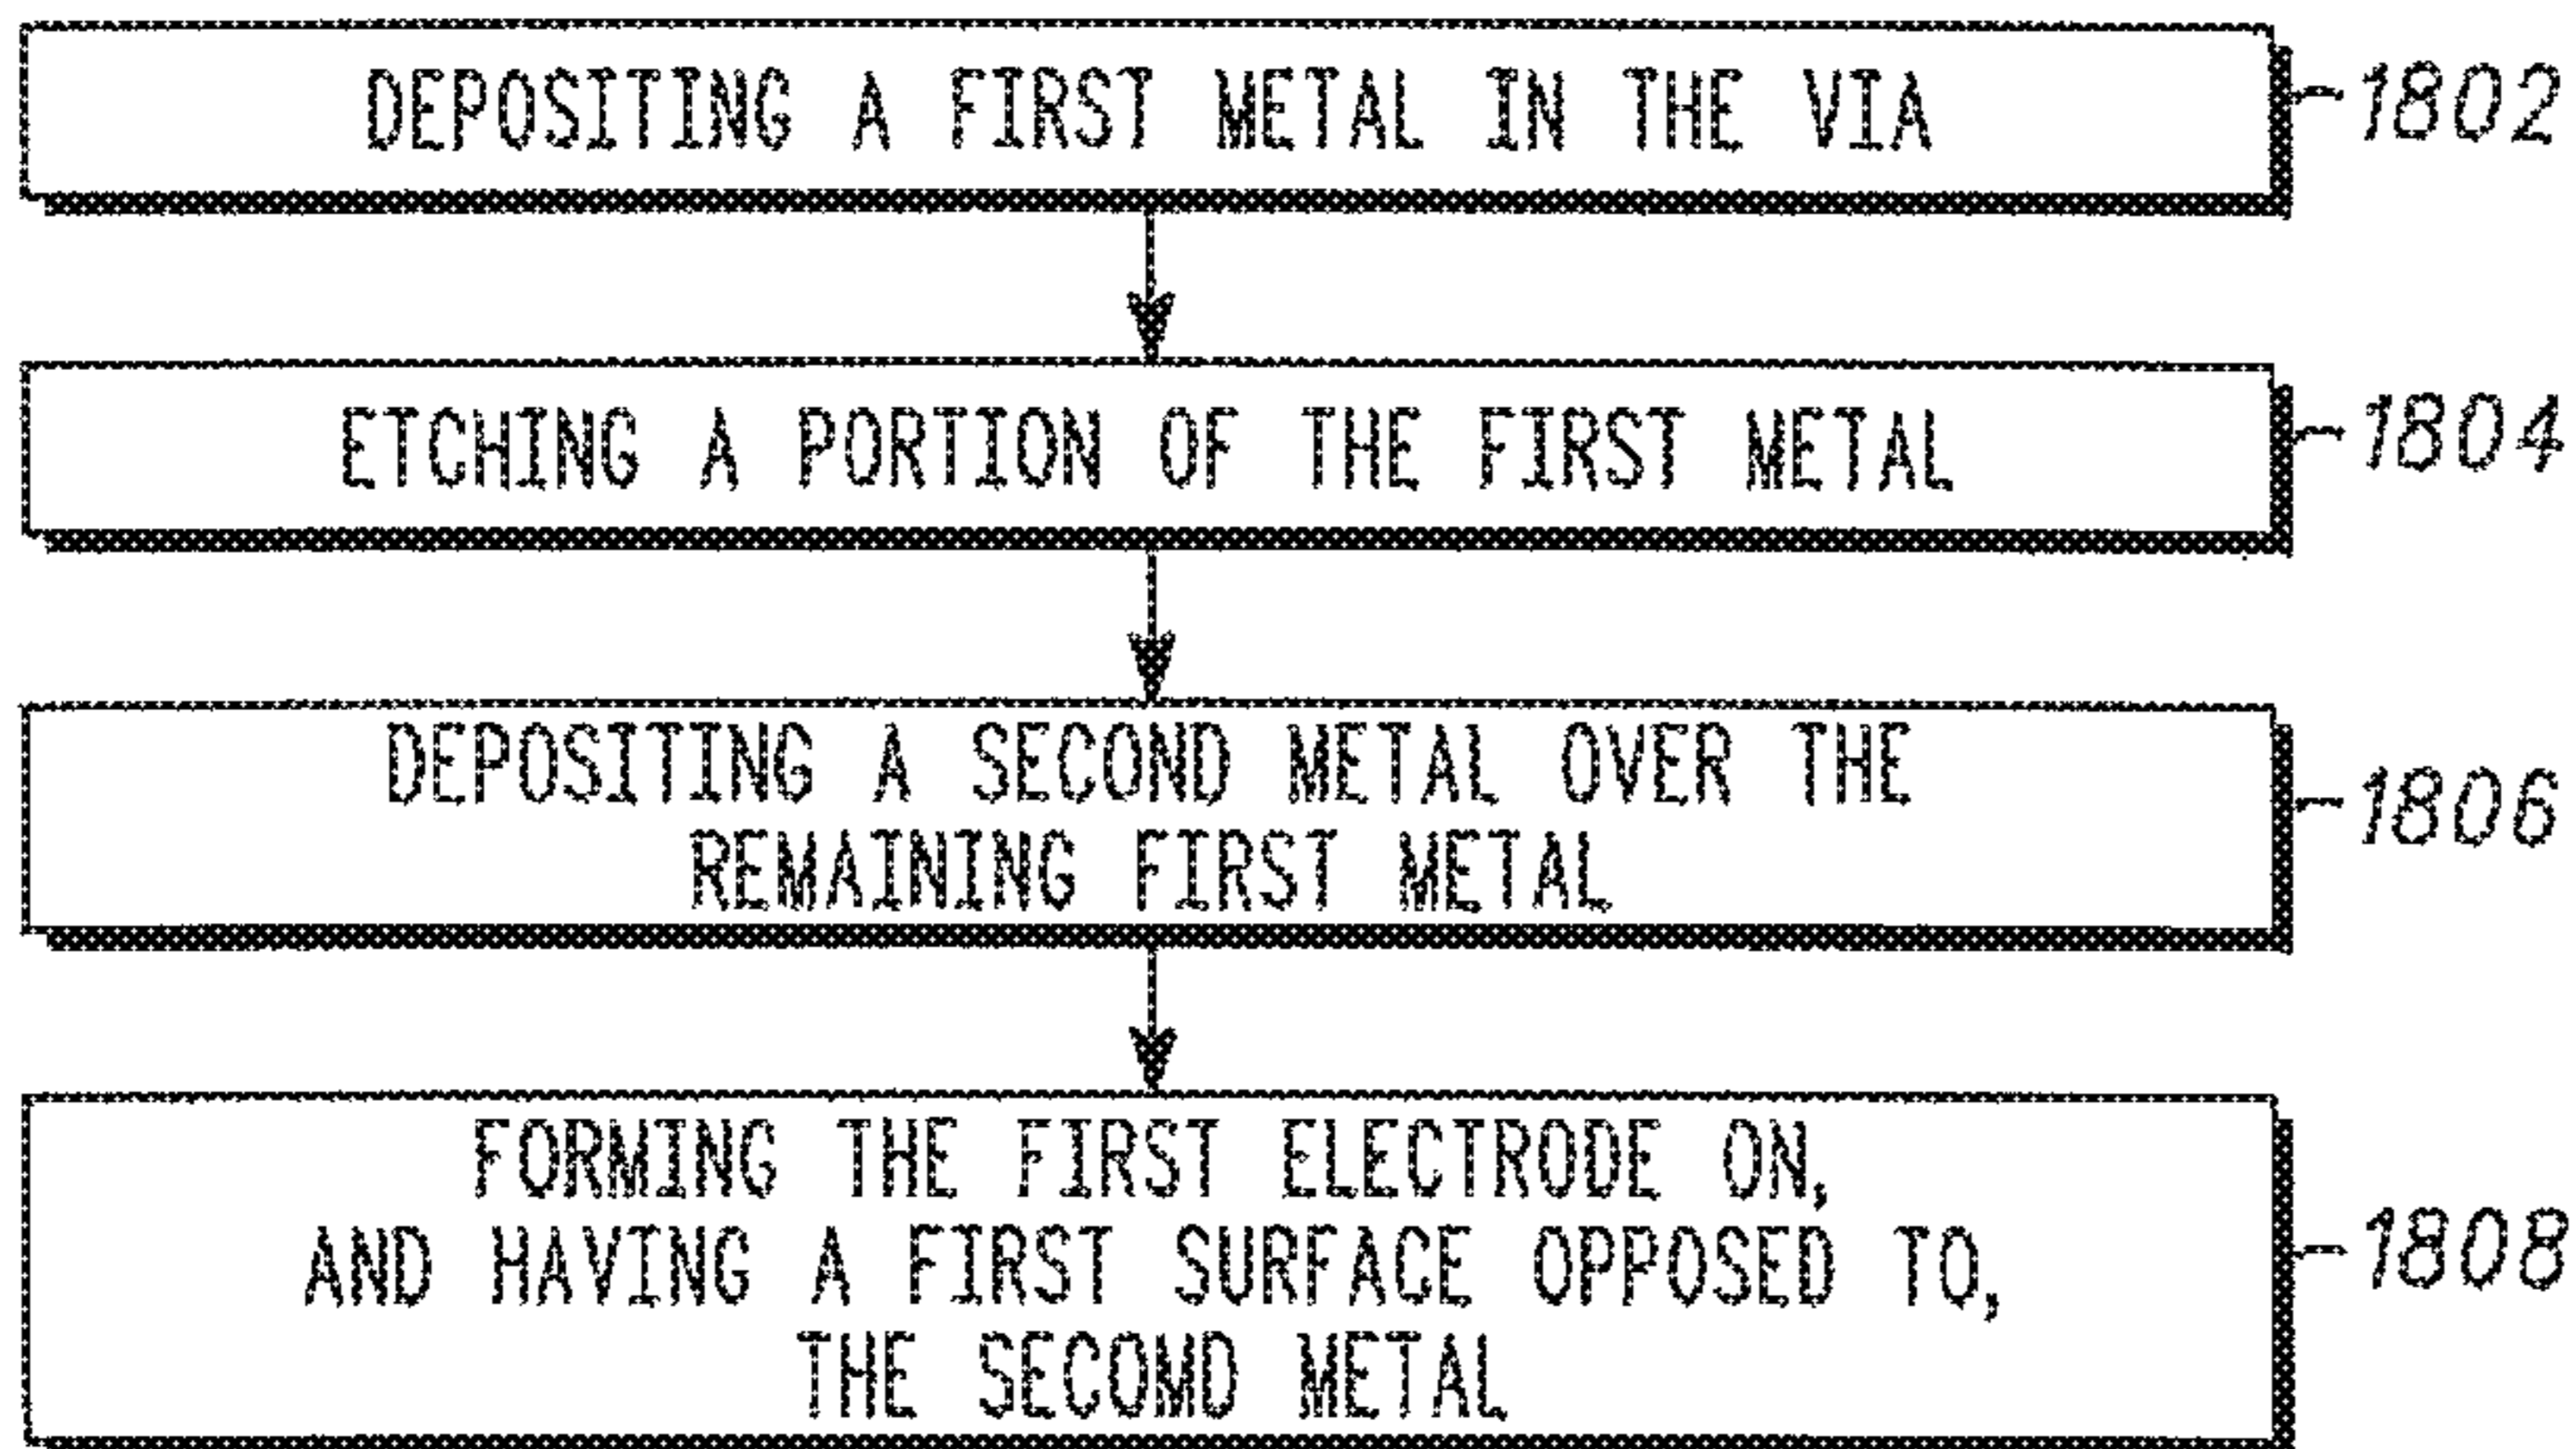 DEPOSITING A FIRST METAL IN THE VIA
1802
ETCHING A PORTION OF THE FIRST METAL
1804
DEPOSITING A SECOND METAL OVER THE
REMAINING FIRST METAL
1806
FORMING THE FIRST ELECTRODE ON,
AND HAVING A FIRST SURFACE OPPOSED TO,
THE SECOMD METAL
1808